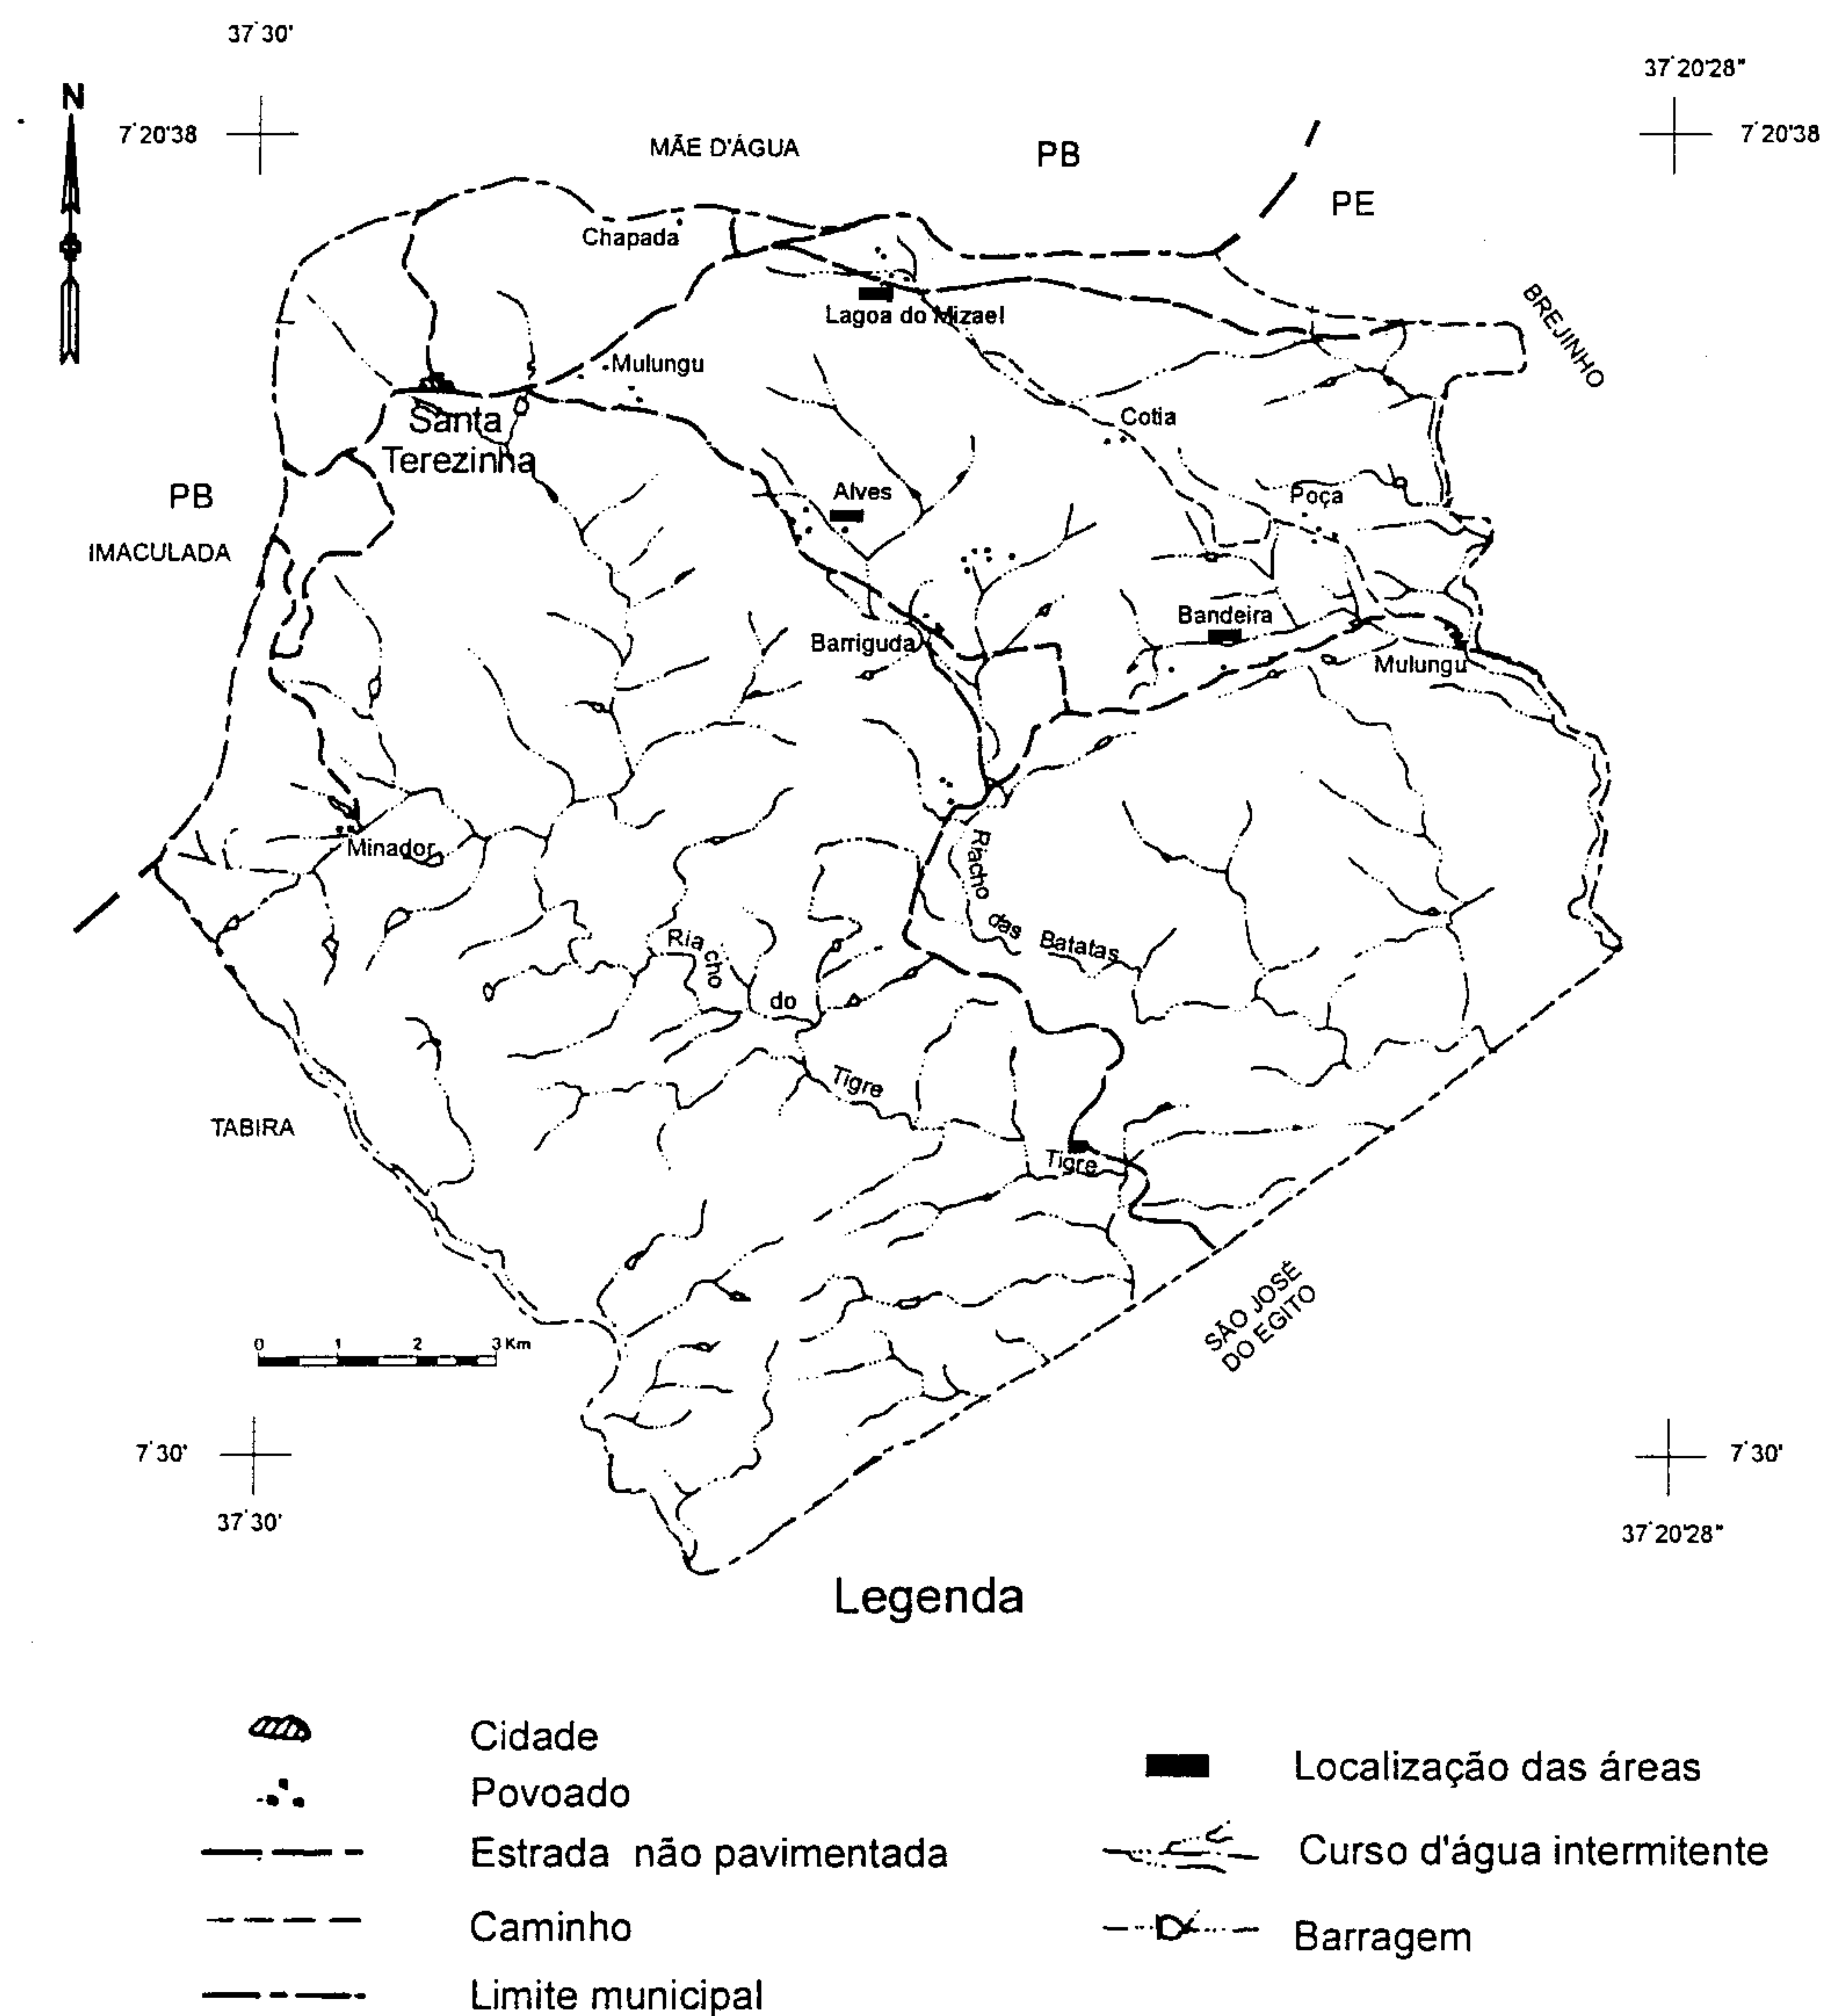 37°30'
37°20'28"
N
7°20'38
7°20'38
MÃE D'ÁGUA
PB
PE
Chapada
BREJINHO
Lagoa do Mizael
Mulungu
Santa
Terezinha
Cotia
PB
Alves
Poça
IMACULADA
Bandeira
Barriguda
Mulungu
Minador
Riacho
das
Batatas
Ria
cho
do
Tigre
TABIRA
Tigre
SÃO JOSÉ
DO EGITO
0 1 2 3 Km
7°30'
7°30'
37°30'
37°20'28"
Legenda
Cidade
Povoado
Estrada não pavimentada
Caminho
Limite municipal
Localização das áreas
Curso d'água intermitente
Barragem